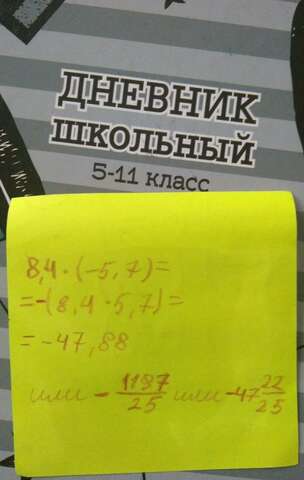 ДНЕВНИК
ШКОЛЬНЫЙ
5-11 класс
8,4 · (-5,7)=
=-(8,4 · 5,7)=
= -47,88
или - 1197/25 или -47 22/25